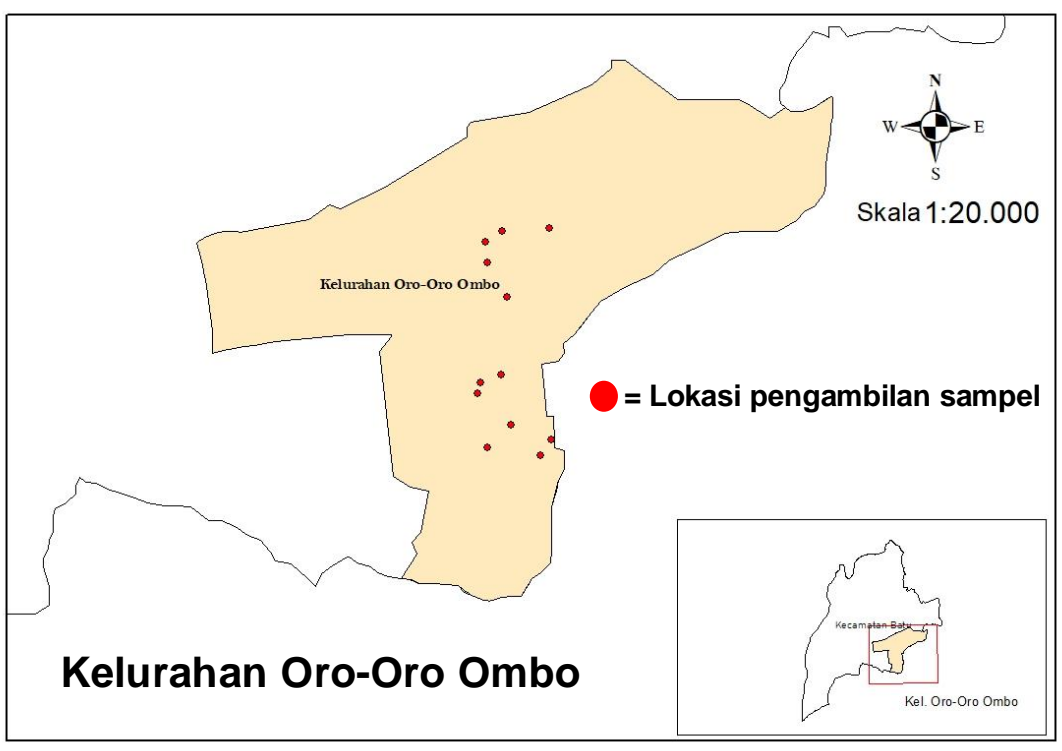 N
W E
S
Skala 1:20.000
Kelurahan Oro-Oro Ombo
= Lokasi pengambilan sampel
Kecamatan Batu
Kel. Oro-Oro Ombo
Kelurahan Oro-Oro Ombo